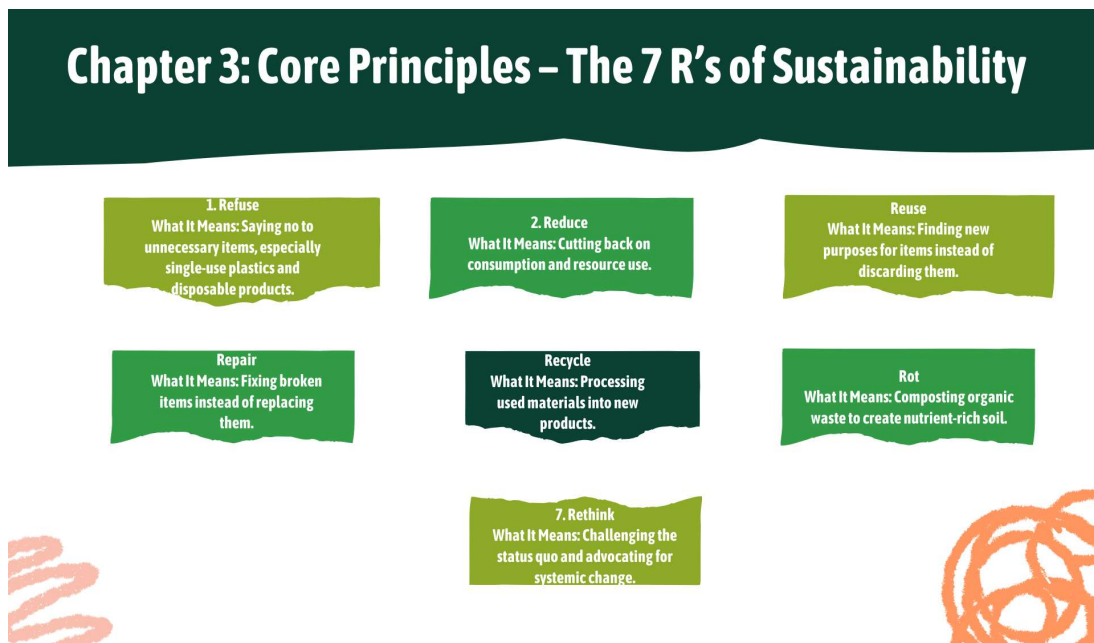 Chapter 3: Core Principles – The 7 R’s of Sustainability
1. Refuse
What It Means: Saying no to
unnecessary items, especially
single-use plastics and
disposable products.
2. Reduce
What It Means: Cutting back on
consumption and resource use.
Reuse
What It Means: Finding new
purposes for items instead of
discarding them.
Repair
What It Means: Fixing broken
items instead of replacing
them.
Recycle
What It Means: Processing
used materials into new
products.
Rot
What It Means: Composting organic
waste to create nutrient-rich soil.
7. Rethink
What It Means: Challenging the
status quo and advocating for
systemic change.